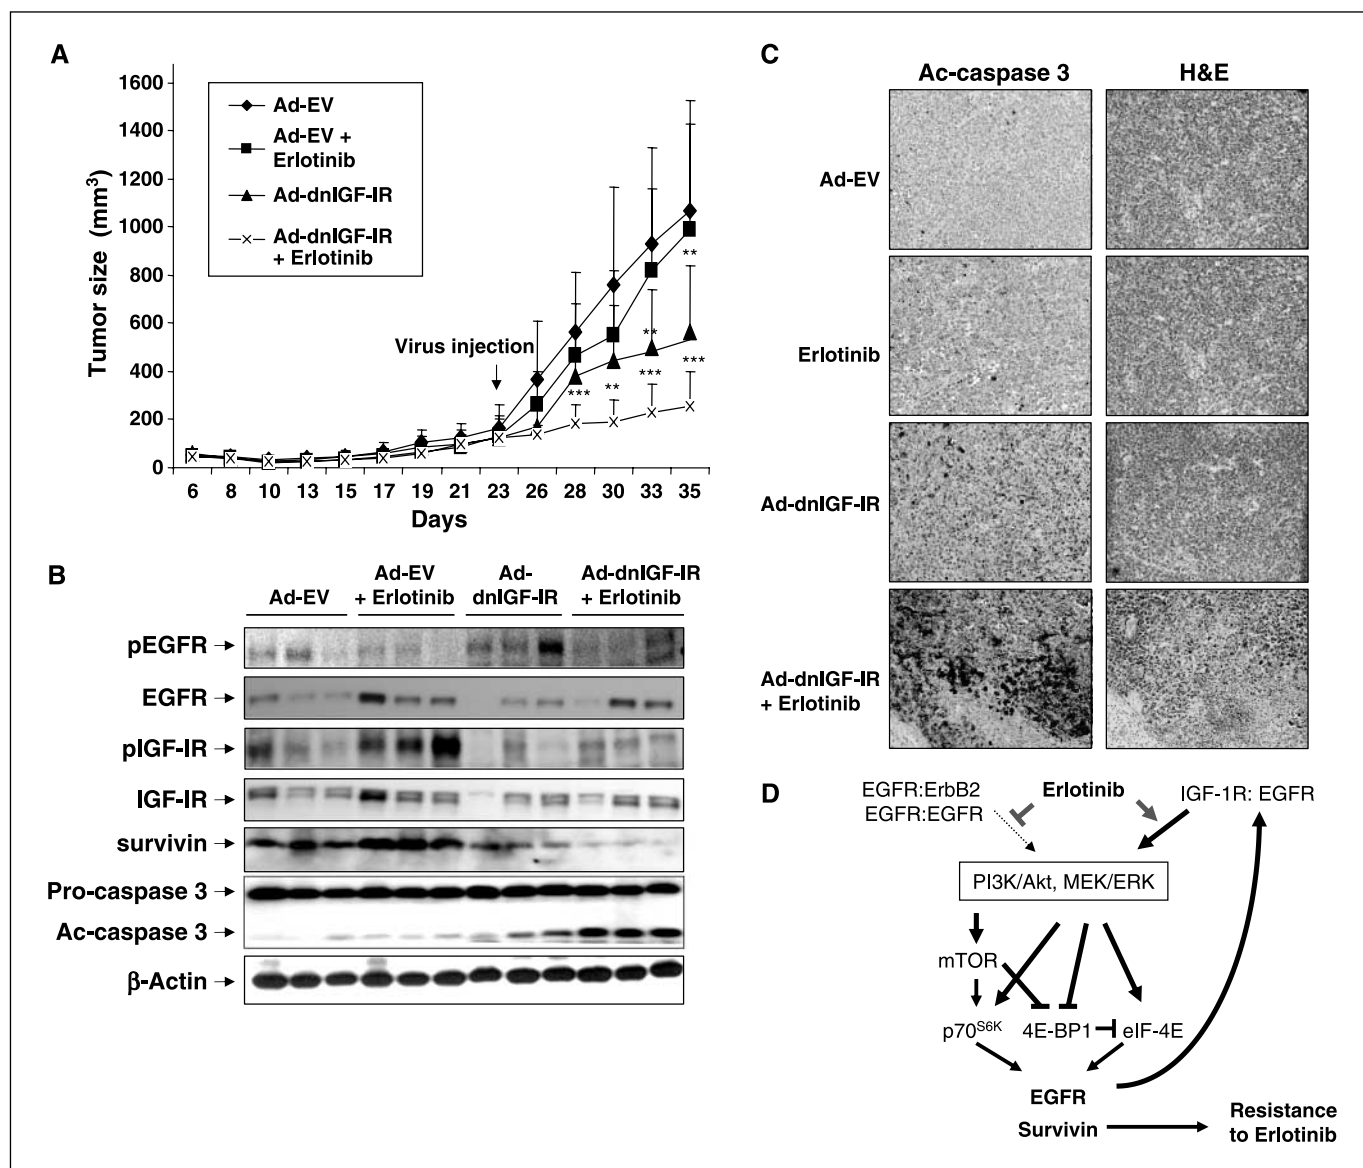 A
Tumor size (mm³)
1600
1400
1200
1000
800
600
400
200
0
Ad-EV
Ad-EV +
Erlotinib
Ad-dnIGF-IR
Ad-dnIGF-IR
+ Erlotinib
Virus injection
**
**
***
***
**
***
6 8 10 13 15 17 19 21 23 26 28 30 33 35
Days
B
Ad-EV
Ad-EV
+ Erlotinib
Ad-
dnIGF-IR
Ad-dnIGF-IR
+ Erlotinib
pEGFR
EGFR
pIGF-IR
IGF-IR
survivin
Pro-caspase 3
Ac-caspase 3
β-Actin
C
Ac-caspase 3 H&E
Ad-EV
Erlotinib
Ad-dnIGF-IR
Ad-dnIGF-IR
+ Erlotinib
D
EGFR:ErbB2
EGFR:EGFR
Erlotinib
IGF-1R: EGFR
PI3K/Akt, MEK/ERK
mTOR
p70S6K 4E-BP1 eIF-4E
EGFR
Survivin
Resistance
to Erlotinib